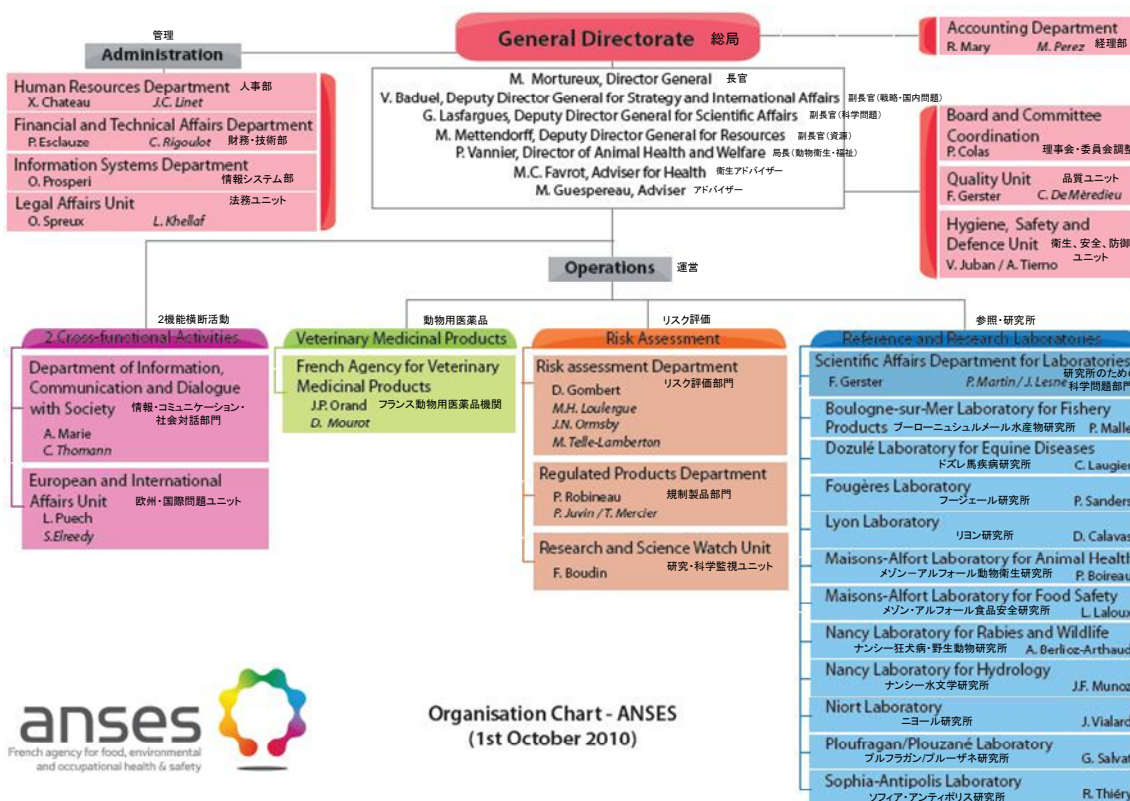 General Directorate 総局
M. Mortureux, Director General 長官
V. Baduel, Deputy Director General for Strategy and International Affairs 副長官(戦略・国内問題)
G. Lasfargues, Deputy Director General for Scientific Affairs 副長官(科学問題)
M. Mettendorff, Deputy Director General for Resources 副長官(資源)
P. Vannier, Director of Animal Health and Welfare 局長(動物衛生・福祉)
M.C. Favrot, Adviser for Health 衛生アドバイザー
M. Guespereau, Adviser アドバイザー
管理
Administration
Human Resources Department 人事部
X. Chateau J.C. Linet
Financial and Technical Affairs Department
P. Esclauze C. Rigoulot 財務・技術部
Information Systems Department
O. Prosperi 情報システム部
Legal Affairs Unit 法務ユニット
O. Spreux L. Khellaf
Accounting Department
R. Mary M. Perez 経理部
Board and Committee
Coordination
P. Colas 理事会・委員会調整
Quality Unit 品質ユニット
F. Gerster C. De Mèredieu
Hygiene, Safety and
Defence Unit 衛生、安全、防御
ユニット
V. Juban / A. Tierno
Operations 運営
2機能横断活動
2 Cross-functional Activities
Department of Information,
Communication and Dialogue
with Society 情報・コミュニケーション・
社会対話部門
A. Marie
C. Thomann
European and International
Affairs Unit 欧州・国際問題ユニット
L. Puech
S.Elreedy
動物用医薬品
Veterinary Medicinal Products
French Agency for Veterinary
Medicinal Products
J.P. Orand フランス動物用医薬品機関
D. Mourot
リスク評価
Risk Assessment
Risk assessment Department
D. Gombert リスク評価部門
M.H. Loulergue
J.N. Ormsby
M. Telle-Lamberton
Regulated Products Department
P. Robineau 規制製品部門
P. Juvin / T. Mercier
Research and Science Watch Unit
F. Boudin 研究・科学監視ユニット
参照・研究所
Reference and Research Laboratories
Scientific Affairs Department for Laboratories
F. Gerster P. Martin / J. Lesne 研究所のための
科学問題部門
Boulogne-sur-Mer Laboratory for Fishery
Products ブーローニュシュルメール水産物研究所 P. Malle
Dozulé Laboratory for Equine Diseases
ドズレ馬疾病研究所 C. Laugier
Fougères Laboratory
フージェール研究所 P. Sanders
Lyon Laboratory
リヨン研究所 D. Calavas
Maisons-Alfort Laboratory for Animal Health
メゾンーアルフォール動物衛生研究所 P. Boireau
Maisons-Alfort Laboratory for Food Safety
メゾン・アルフォール食品安全研究所 L. Laloux
Nancy Laboratory for Rabies and Wildlife
ナンシー狂犬病・野生動物研究所 A. Berlioz-Arthaud
Nancy Laboratory for Hydrology
ナンシー水文学研究所 J.F. Munoz
Niort Laboratory
ニヨール研究所 J. Vialard
Ploufragan/Plouzané Laboratory
プルフラガン/プルーザネ研究所 G. Salvat
Sophia-Antipolis Laboratory
ソフィア・アンティポリス研究所 R. Thiéry
anses
French agency for food, environmental
and occupational health & safety
Organisation Chart - ANSES
(1st October 2010)